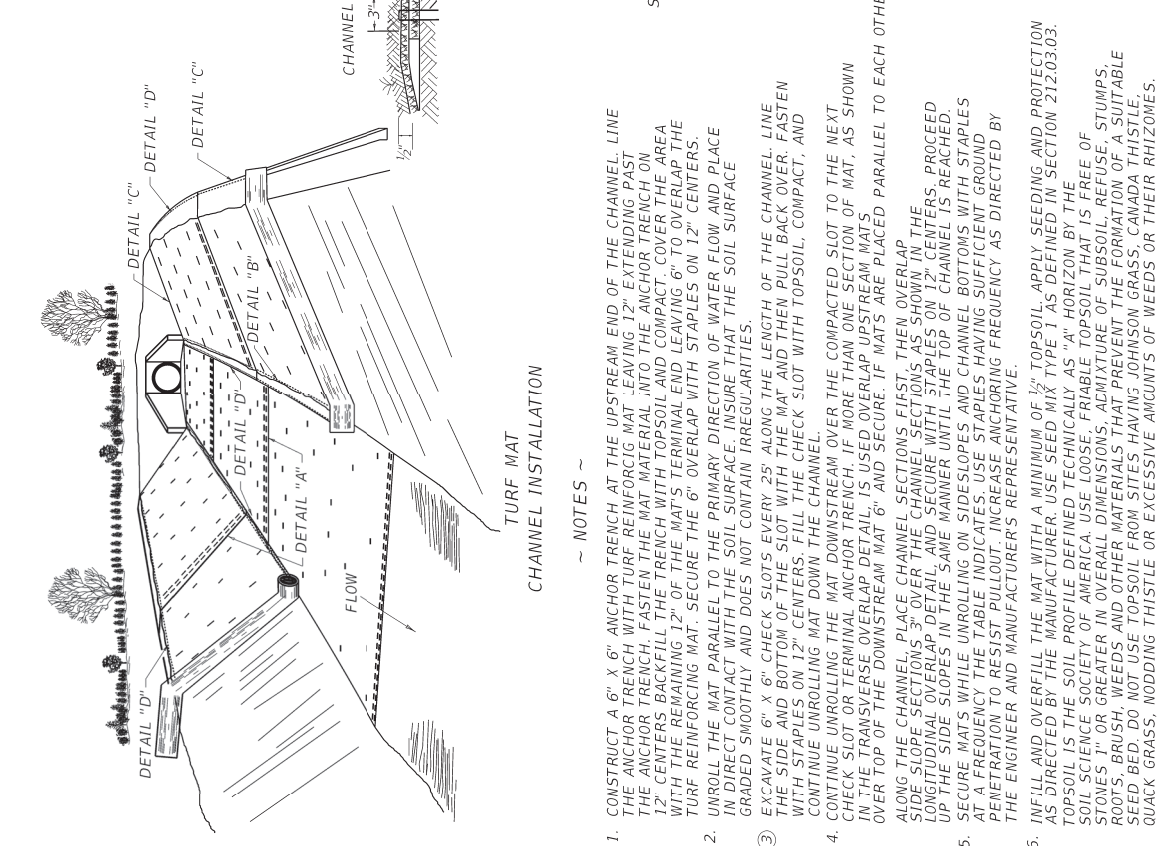 DETAIL "D"
DETAIL "C"
DETAIL "D"
DETAIL "C"
DETAIL "B"
DETAIL "D"
DETAIL "A"
FLOW
CHANNEL
3"
½"
TURF MAT
CHANNEL INSTALLATION
~ NOTES ~
1. CONSTRUCT A 6" X 6" ANCHOR TRENCH AT THE UPSTREAM END OF THE CHANNEL. LINE
THE ANCHOR TRENCH WITH TURF REINFORCIG MAT LEAVING 12" EXTENDING PAST
THE ANCHOR TRENCH. FASTEN THE MAT MATERIAL INTO THE ANCHOR TRENCH ON
12" CENTERS BACKFILL THE TRENCH WITH TOPSOIL AND COMPACT. COVER THE AREA
WITH THE REMAINING 12" OF THE MATS TERMINAL END LEAVING 6" TO OVERLAP THE
TURF REINFORCING MAT. SECURE THE 6" OVERLAP WITH STAPLES ON 12" CENTERS.
2. UNROLL THE MAT PARALLEL TO THE PRIMARY DIRECTION OF WATER FLOW AND PLACE
IN DIRECT CONTACT WITH THE SOIL SURFACE. INSURE THAT THE SOIL SURFACE
GRADED SMOOTHLY AND DOES NOT CONTAIN IRREGULARITIES.
3 EXCAVATE 6" X 6" CHECK SLOTS EVERY 25' ALONG THE LENGTH OF THE CHANNEL. LINE
THE SIDE AND BOTTOM OF THE SLOT WITH THE MAT AND THEN PULL BACK OVER. FASTEN
WITH STAPLES ON 12" CENTERS. FILL THE CHECK SLOT WITH TOPSOIL, COMPACT, AND
CONTINUE UNROLLING MAT DOWN THE CHANNEL.
4. CONTINUE UNROLLING THE MAT DOWNSTREAM OVER THE COMPACTED SLOT TO THE NEXT
CHECK SLOT OR TERMINAL ANCHOR TRENCH. IF MORE THAN ONE SECTION OF MAT, AS SHOWN
IN THE TRANSVERSE OVERLAP DETAIL, IS USED OVERLAP UPSTREAM MATS
OVER TOP OF THE DOWNSTREAM MAT 6" AND SECURE. IF MATS ARE PLACED PARALLEL TO EACH OTHE
ALONG THE CHANNEL, PLACE CHANNEL SECTIONS FIRST, THEN OVERLAP
SIDE SLOPE SECTIONS 3" OVER THE CHANNEL SECTIONS AS SHOWN IN THE
LONGITUDINAL OVERLAP DETAIL, AND SECURE WITH STAPLES ON 12" CENTERS. PROCEED
UP THE SIDE SLOPES IN THE SAME MANNER UNTIL THE TOP OF CHANNEL IS REACHED.
5. SECURE MATS WHILE UNROLLING ON SIDESLOPES AND CHANNEL BOTTOMS WITH STAPLES
AT A FREQUENCY THE TABLE INDICATES. USE STAPLES HAVING SUFFICIENT GROUND
PENETRATION TO RESIST PULLOUT. INCREASE ANCHORING FREQUENCY AS DIRECTED BY
THE ENGINEER AND MANUFACTURER'S REPRESENTATIVE.
6. INFILL AND OVERFILL THE MAT WITH A MINIMUM OF ½" TOPSOIL. APPLY SEEDING AND PROTECTION
AS DIRECTED BY THE MANUFACTURER. USE SEED MIX TYPE 1 AS DEFINED IN SECTION 212.03.03.
TOPSOIL IS THE SOIL PROFILE DEFINED TECHNICALLY AS "A" HORIZON BY THE
SOIL SCIENCE SOCIETY OF AMERICA. USE LOOSE, FRIABLE TOPSOIL THAT IS FREE OF
STONES 1" OR GREATER IN OVERALL DIMENSIONS, ADMIXTURE OF SUBSOIL, REFUSE, STUMPS,
ROOTS, BRUSH, WEEDS AND OTHER MATERIALS THAT PREVENT THE FORMATION OF A SUITABLE
SEED BED. DO NOT USE TOPSOIL FROM SITES HAVING JOHNSON GRASS, CANADA THISTLE,
QUACK GRASS, NODDING THISTLE OR EXCESSIVE AMOUNTS OF WEEDS OR THEIR RHIZOMES.